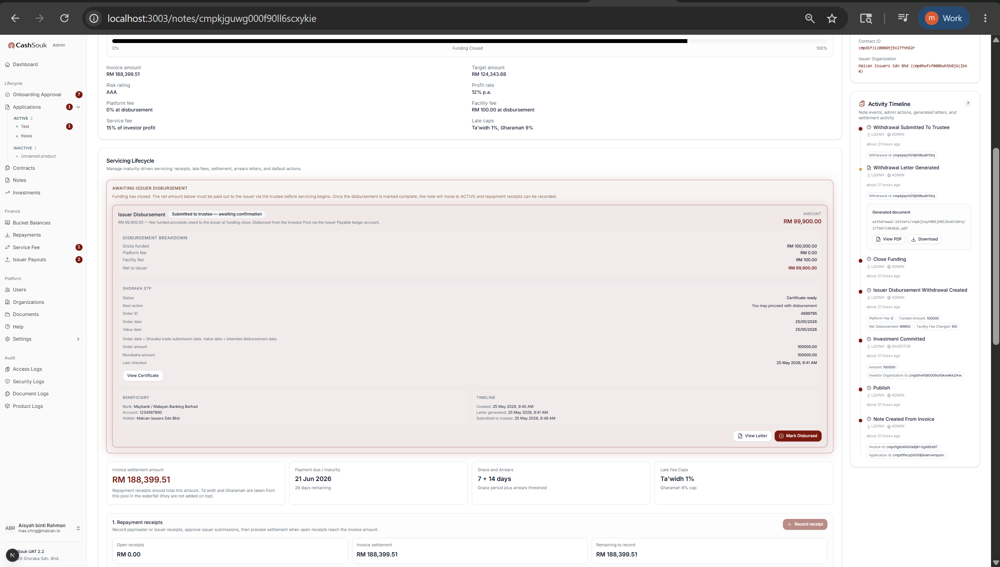 localhost:3003/notes/cmpkjguwg000f90ll6scxykie
m Work
CashSouk Admin
Dashboard
Lifecycle
Onboarding Approval 7
Applications 1
ACTIVE 2
Test 1
ttssss
INACTIVE 1
Unnamed product
Contracts
Notes
Investments
Finance
Bucket Balances
Repayments
Service Fee 1
Issuer Payouts 2
Platform
Users
Organizations
Documents
Help
Settings
Audit
Access Logs
Security Logs
Document Logs
Product Logs
ABR Aisyah binti Rahman
max.chng@malcan.io
N
Souk UAT 2.2
26 Shoraka Sdn. Bhd.
0% Funding Closed 100%
Invoice amount
RM 188,399.51
Target amount
RM 124,343.68
Risk rating
AAA
Profit rate
12% p.a.
Platform fee
0% at disbursement
Facility fee
RM 100.00 at disbursement
Service fee
15% of investor profit
Late caps
Ta'widh 1%, Gharamah 9%
Servicing Lifecycle
Manage maturity-driven servicing: receipts, late fees, settlement, arrears letters, and default actions.
AWAITING ISSUER DISBURSEMENT
Funding has closed. The net amount below must be paid out to the issuer via the trustee before servicing begins. Once the disbursement is marked complete, the note will move to ACTIVE and repayment receipts can be recorded.
Issuer Disbursement Submitted to trustee — awaiting confirmation
RM 99,900.00 — Net funded proceeds owed to the issuer at funding close. Disbursed from the Investor Pool via the Issuer Payable ledger account.
AMOUNT
RM 99,900.00
DISBURSEMENT BREAKDOWN
Gross funded RM 100,000.00
Platform fee RM 0.00
Facility fee RM 100.00
Net to issuer RM 99,900.00
SHORAKA STP
Status Certificate ready
Next action You may proceed with disbursement
Order ID 4699795
Order date 25/05/2026
Value date 25/05/2026
Order date = Shoraka trade submission date. Value date = intended disbursement date.
Order amount 100000.00
Murabaha amount 100000.00
Last checked 25 May 2026, 9:41 AM
View Certificate
BENEFICIARY
Bank: Maybank / Malayan Banking Berhad
Account: 1234567890
Holder: Malcan Issuers Sdn Bhd
TIMELINE
Created: 25 May 2026, 9:40 AM
Letter generated: 25 May 2026, 9:41 AM
Submitted to trustee: 25 May 2026, 9:48 AM
View Letter Mark Disbursed
Invoice settlement amount
RM 188,399.51
Repayment receipts should total this amount. Ta'widh and Gharamah are taken from
this pool in the waterfall (they are not added on top).
Payment due / maturity
21 Jun 2026
26 days remaining
Grace and Arrears
7 + 14 days
Grace period plus arrears threshold
Late Fee Caps
Ta'widh 1%
Gharamah 9% cap
1. Repayment receipts
Record paymaster or issuer receipts, approve issuer submissions, then preview settlement when open receipts reach the invoice amount.
Record receipt
Open receipts
RM 0.00
Invoice settlement
RM 188,399.51
Remaining to record
RM 188,399.51
Contract ID
cmpd1fziz00089j9x27fnh82r
Issuer Organization
Malcan Issuers Sdn Bhd (cmp0hwfsf000buh5k0j6zlb4
m)
Activity Timeline 7
Note events, admin actions, generated letters, and
settlement activity
Withdrawal Submitted To Trustee
LQXNH ADMIN
about 21 hours ago
Withdrawal Id: cmpkjiayt001j90llbu6t10rq
Withdrawal Letter Generated
LQXNH ADMIN
about 21 hours ago
Withdrawal Id: cmpkjiayt001j90llbu6t10rq
Generated document
withdrawal-letters/cmpkjiayt001j90llbu6t10rq/
1779673303816.pdf
View PDF Download
Close Funding
LQXNH ADMIN
about 21 hours ago
Issuer Disbursement Withdrawal Created
LQXNH ADMIN
about 21 hours ago
Platform Fee: 0 Funded Amount: 100000
Net Disbursement: 99900 Facility Fee Charged: 100
Investment Committed
LQXNH INVESTOR
about 21 hours ago
Amount: 100000
Investor Organization Id: cmp0hwfs90009uh5kw4kk2rkw
Publish
LQXNH ADMIN
about 21 hours ago
Note Created From Invoice
LQXNH ADMIN
about 21 hours ago
Invoice Id: cmpd1g6o6000a9j9x3gd85d97
Application Id: cmpd1fncq00059j9xetvwmpsm